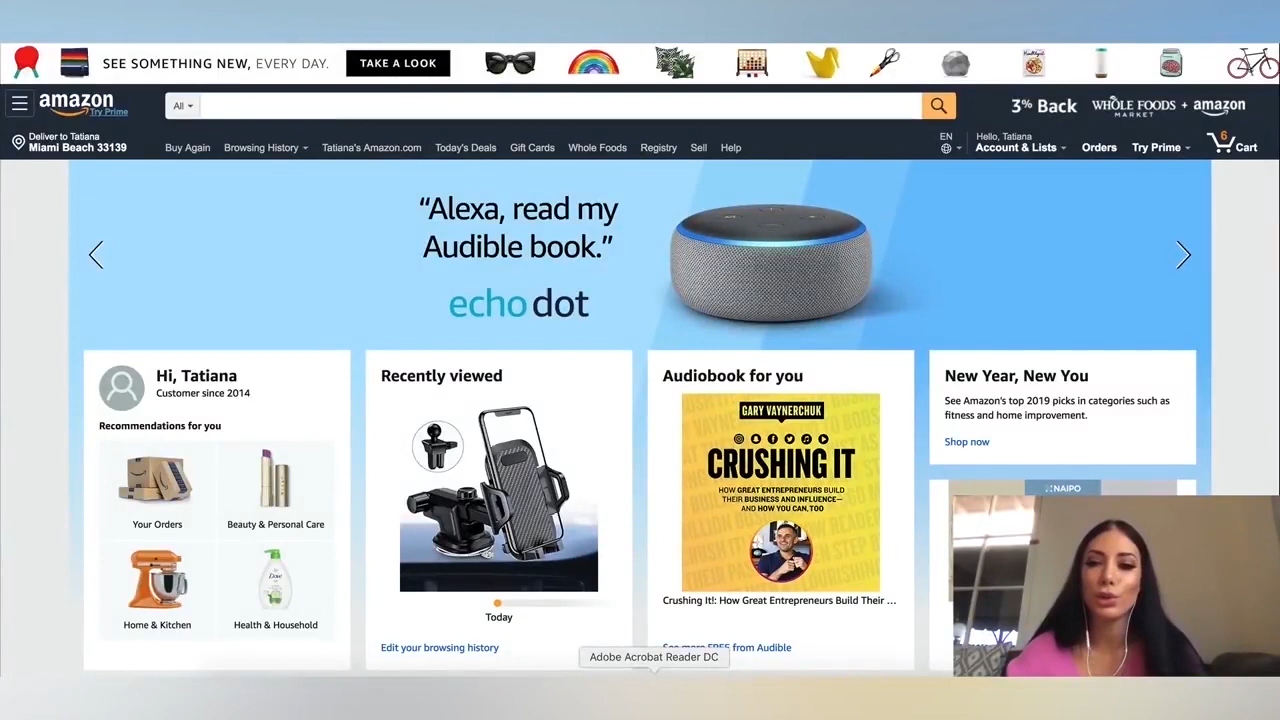 SEE SOMETHING NEW, EVERY DAY.
TAKE A LOOK
amazon
Try Prime
All
3% Back
WHOLE FOODS MARKET + amazon
Deliver to Tatiana
Miami Beach 33139
Buy Again
Browsing History
Tatiana's Amazon.com
Today's Deals
Gift Cards
Whole Foods
Registry
Sell
Help
EN
Hello, Tatiana
Account & Lists
Orders
Try Prime
6
Cart
“Alexa, read my
Audible book.”
echo dot
Hi, Tatiana
Customer since 2014
Recommendations for you
Your Orders
Beauty & Personal Care
Home & Kitchen
Dove
Health & Household
Recently viewed
Today
Edit your browsing history
Audiobook for you
GARY VAYNERCHUK
CRUSHING IT
HOW GREAT ENTREPRENEURS BUILD
THEIR BUSINESS AND INFLUENCE—
AND HOW YOU CAN, TOO
Crushing It!: How Great Entrepreneurs Build Their ...
See more FREE from Audible
New Year, New You
See Amazon's top 2019 picks in categories such as
fitness and home improvement.
Shop now
NAIPO
Adobe Acrobat Reader DC